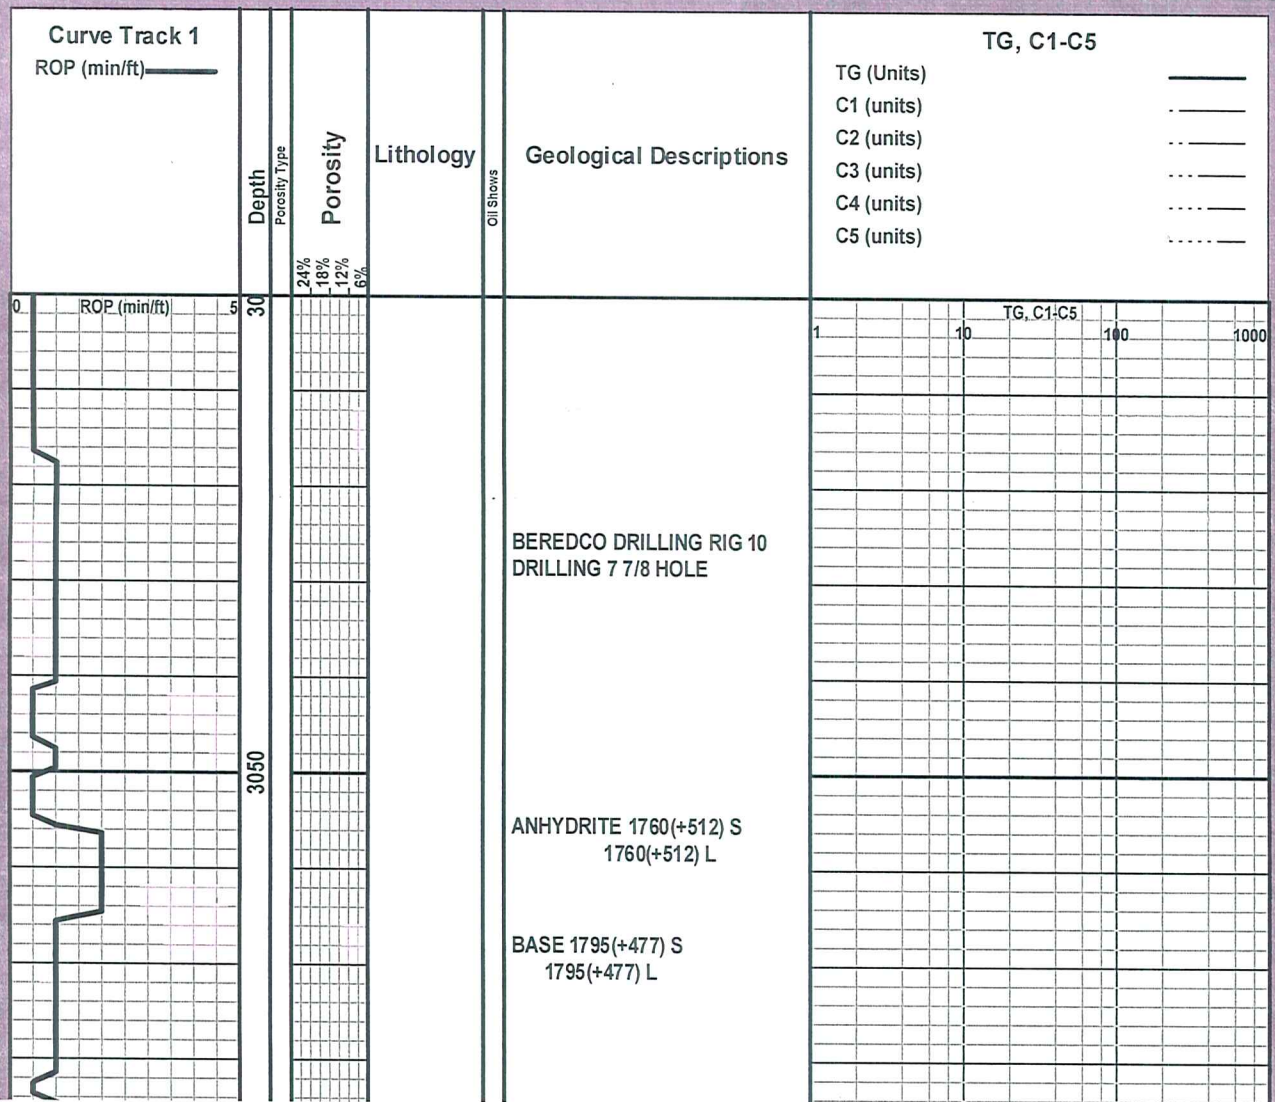 Curve Track 1
ROP (min/ft)
Depth
Porosity Type
Porosity
24%
18%
12%
6%
Lithology
Oil Shows
Geological Descriptions
TG, C1-C5
TG (Units)
C1 (units)
C2 (units)
C3 (units)
C4 (units)
C5 (units)
0 ROP (min/ft) 5
30
TG, C1-C5
1 10 100 1000
BEREDCO DRILLING RIG 10
DRILLING 7 7/8 HOLE
3050
ANHYDRITE 1760(+512) S
1760(+512) L
BASE 1795(+477) S
1795(+477) L